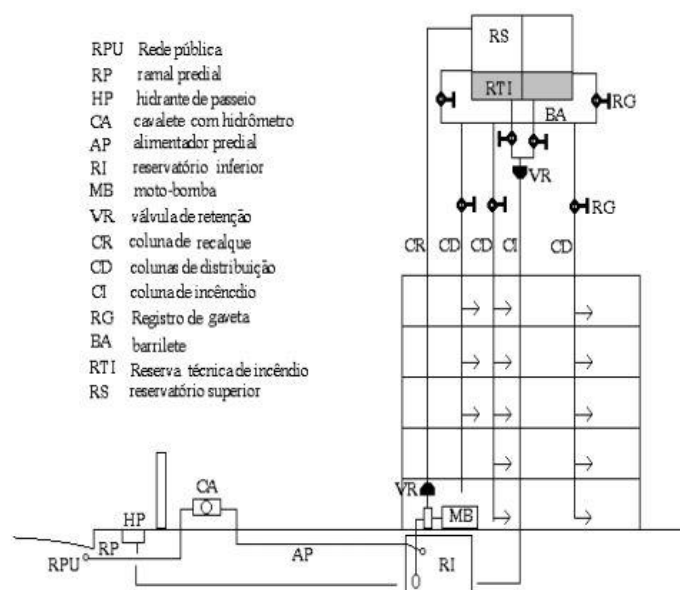 RPU Rede pública
RP ramal predial
HP hidrante de passeio
CA cavalete com hidrômetro
AP alimentador predial
RI reservatório inferior
MB moto-bomba
VR válvula de retenção
CR coluna de recalque
CD colunas de distribuição
CI coluna de incêncdio
RG Registro de gaveta
BA barrilete
RTI Reserva técnica de incêndio
RS reservatório superior
RS
RTI
RG
BA
VR
RG
CR CD CD CI CD
VR
MB
CA
HP
RP
RPU
AP
RI